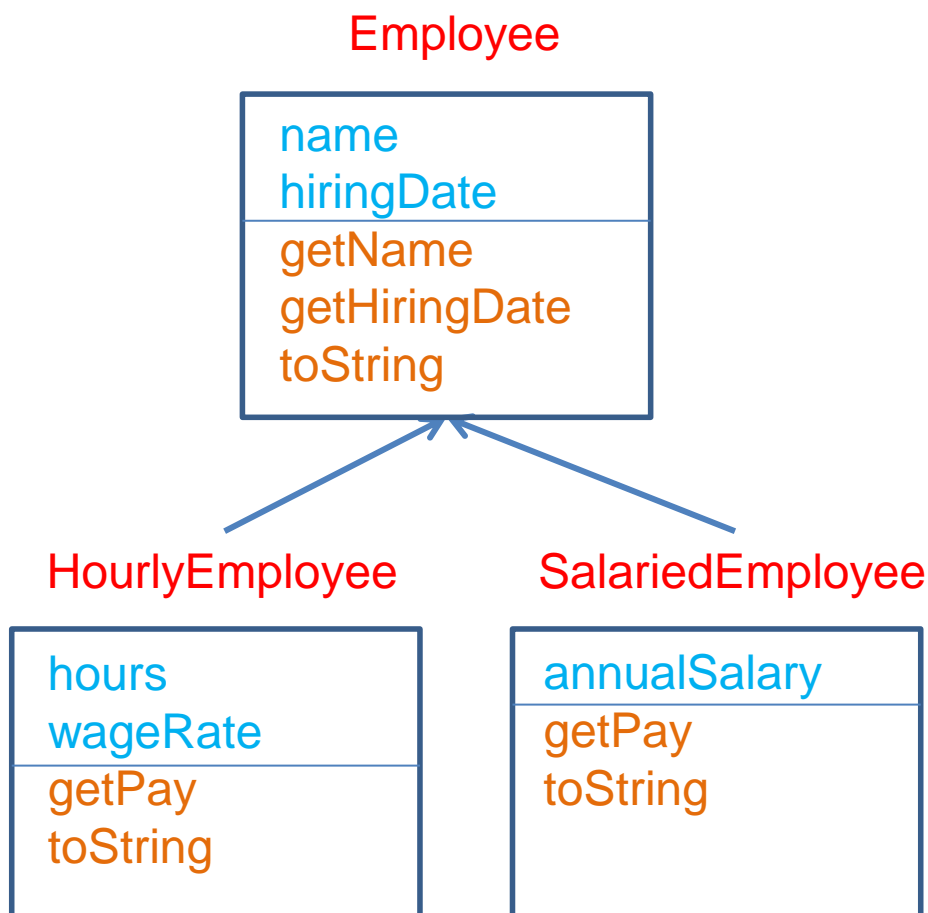 Employee
name
hiringDate
getName
getHiringDate
toString
HourlyEmployee
hours
wageRate
getPay
toString
SalariedEmployee
annualSalary
getPay
toString